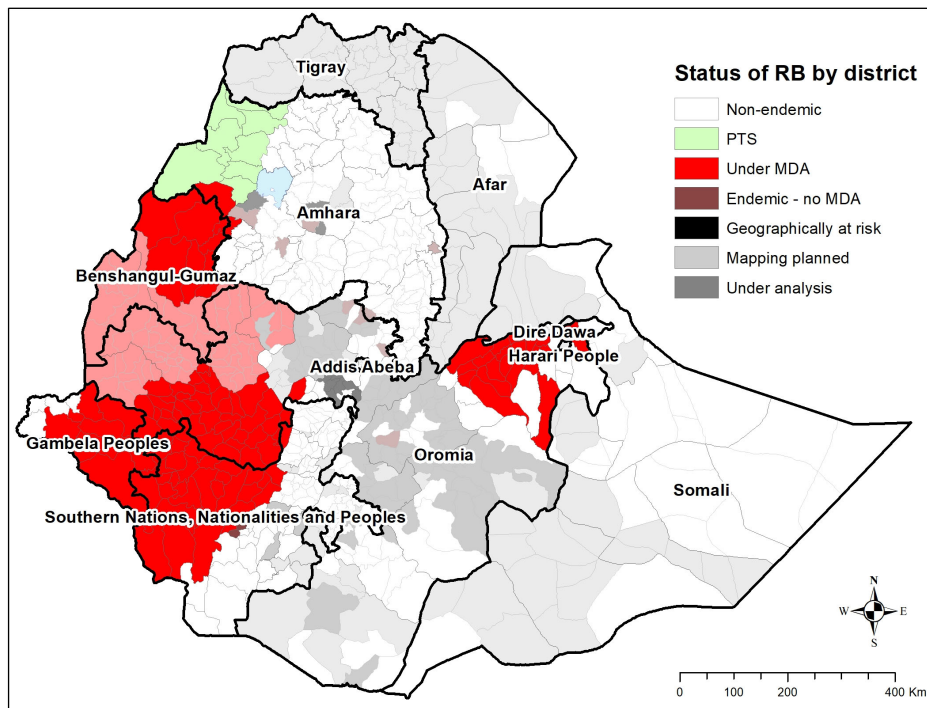 Tigray
Status of RB by district
Non-endemic
PTS
Under MDA
Endemic - no MDA
Geographically at risk
Mapping planned
Under analysis
Afar
Amhara
Benshangul-Gumaz
Dire Dawa
Harari People
Addis Abeba
Gambela Peoples
Oromia
Somali
Southern Nations, Nationalities and Peoples
N
W E
S
0 100 200 400 Km